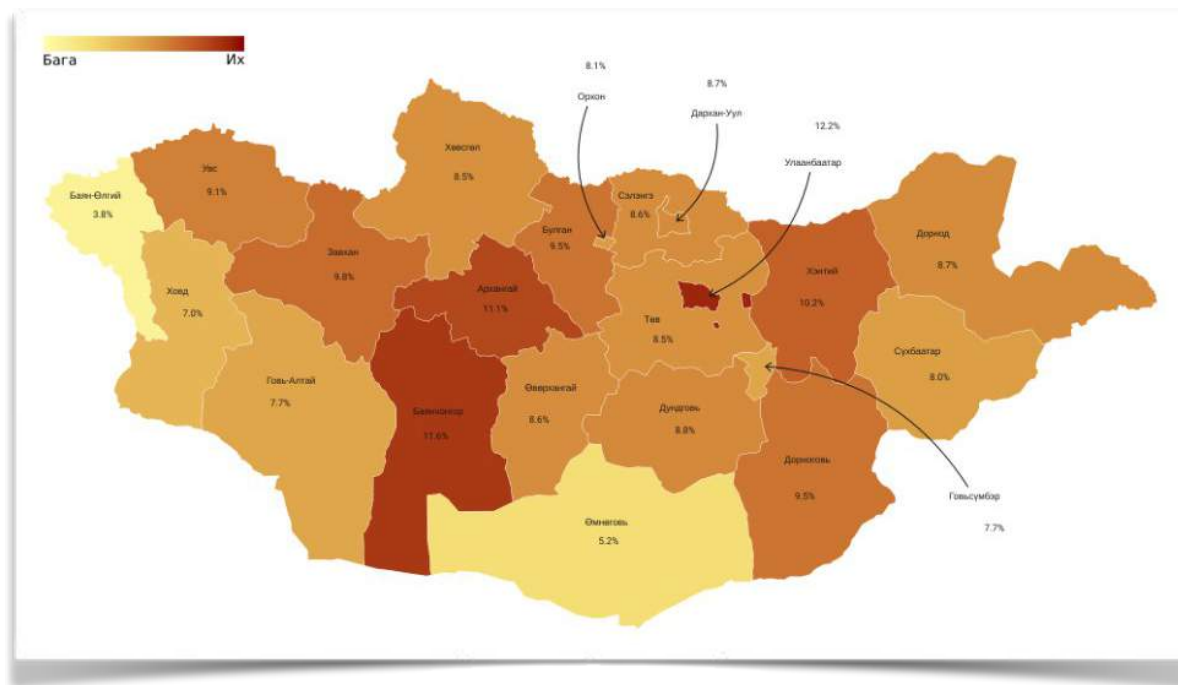 Бага Их
8.1%
Орхон
8.7%
Дархан-Уул
12.2%
Улаанбаатар
Хөвсгөл
8.5%
Увс
9.1%
Баян-Өлгий
3.8%
Сэлэнгэ
8.6%
Булган
9.5%
Дорнод
8.7%
Завхан
9.8%
Хэнтий
10.2%
Ховд
7.0%
Архангай
11.1%
Төв
8.5%
Сүхбаатар
8.0%
Говь-Алтай
7.7%
Өвөрхангай
8.6%
Дундговь
8.8%
Баянхонгор
11.6%
Дорноговь
9.5%
Говьсүмбэр
7.7%
Өмнөговь
5.2%